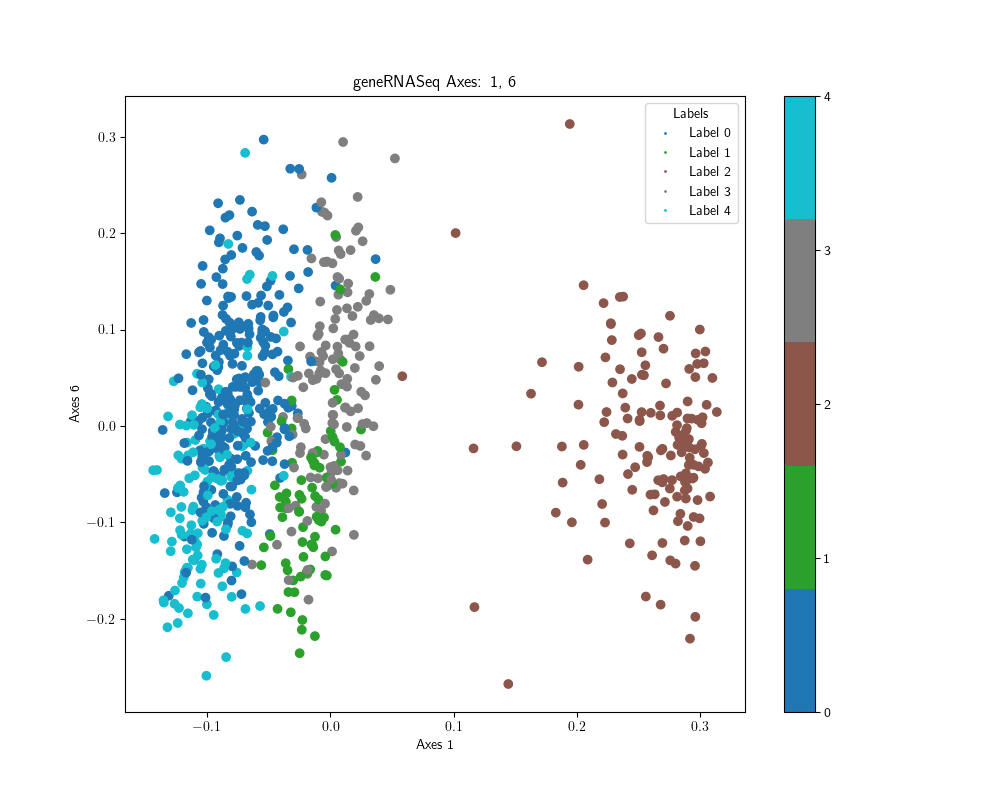 geneRNASeq Axes: 1, 6
Labels
Label 0
Label 1
Label 2
Label 3
Label 4
Axes 6
0.3
0.2
0.1
0.0
−0.1
−0.2
−0.1
0.0
0.1
0.2
0.3
Axes 1
4
3
2
1
0